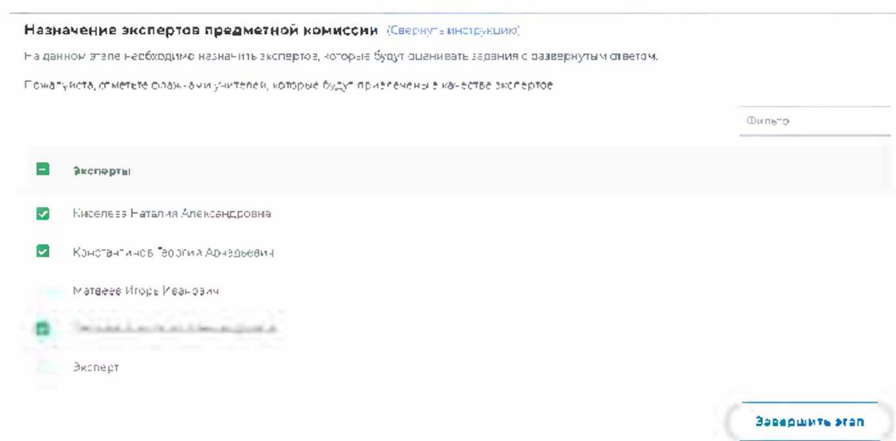 Назначение экспертов предметной комиссии (Свернуть инструкцию)
На данном этапе необходимо назначить экспертов, которые будут оценивать задания с развернутым ответом.
Пожалуйста, отметьте флажками учителей, которые будут привлечены в качестве экспертов
Фильтр
Эксперты
Киселева Наталия Александровна
Константинов Георгий Аркадьевич
Матвеев Игорь Иванович
Эксперт
Завершить этап